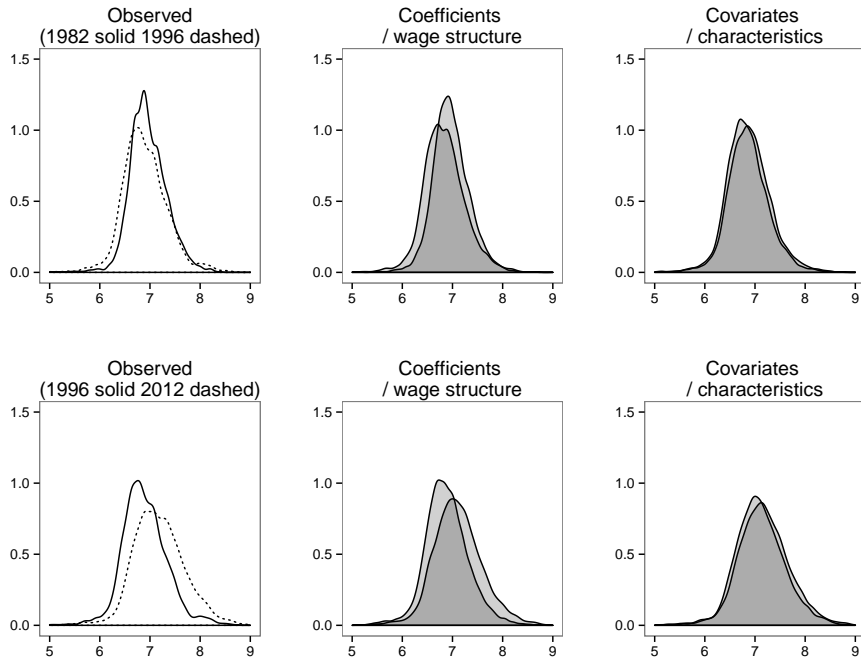 Observed
(1982 solid 1996 dashed)
Coefficients
/ wage structure
Covariates
/ characteristics
1.5
1.0
0.5
0.0
5 6 7 8 9
1.5
1.0
0.5
0.0
5 6 7 8 9
1.5
1.0
0.5
0.0
5 6 7 8 9
Observed
(1996 solid 2012 dashed)
Coefficients
/ wage structure
Covariates
/ characteristics
1.5
1.0
0.5
0.0
5 6 7 8 9
1.5
1.0
0.5
0.0
5 6 7 8 9
1.5
1.0
0.5
0.0
5 6 7 8 9